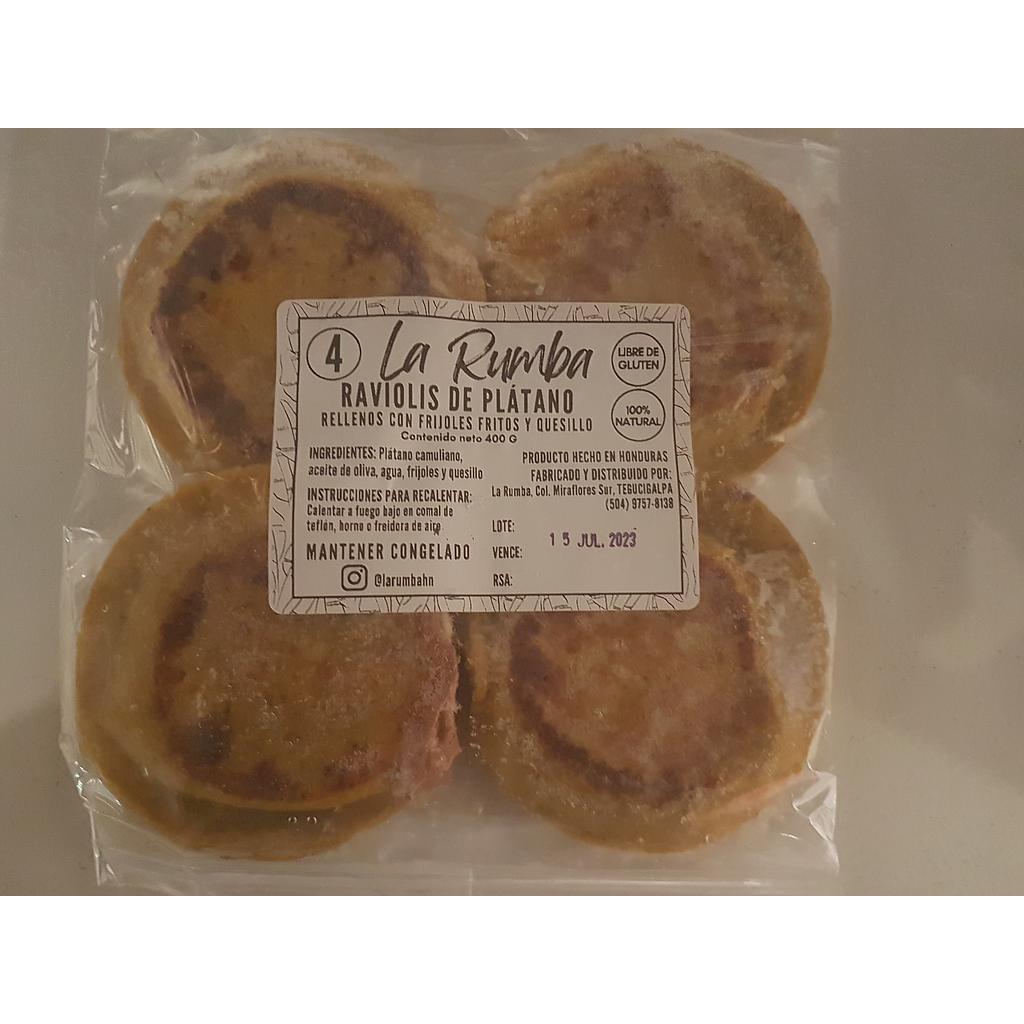 4
La Rumba
LIBRE DE
GLUTEN
RAVIOLIS DE PLÁTANO
RELLENOS CON FRIJOLES FRITOS Y QUESILLO
Contenido neto 400 G
100%
NATURAL
INGREDIENTES: Plátano camuliano,
aceite de oliva, agua, frijoles y quesillo
INSTRUCCIONES PARA RECALENTAR:
Calentar a fuego bajo en comal de
teflón, horno o freidora de aire
MANTENER CONGELADO
@larumbahn
PRODUCTO HECHO EN HONDURAS
FABRICADO Y DISTRIBUIDO POR:
La Rumba, Col. Miraflores Sur, TEGUCIGALPA
(504) 9757-8138
LOTE:
15 JUL. 2023
VENCE:
RSA: